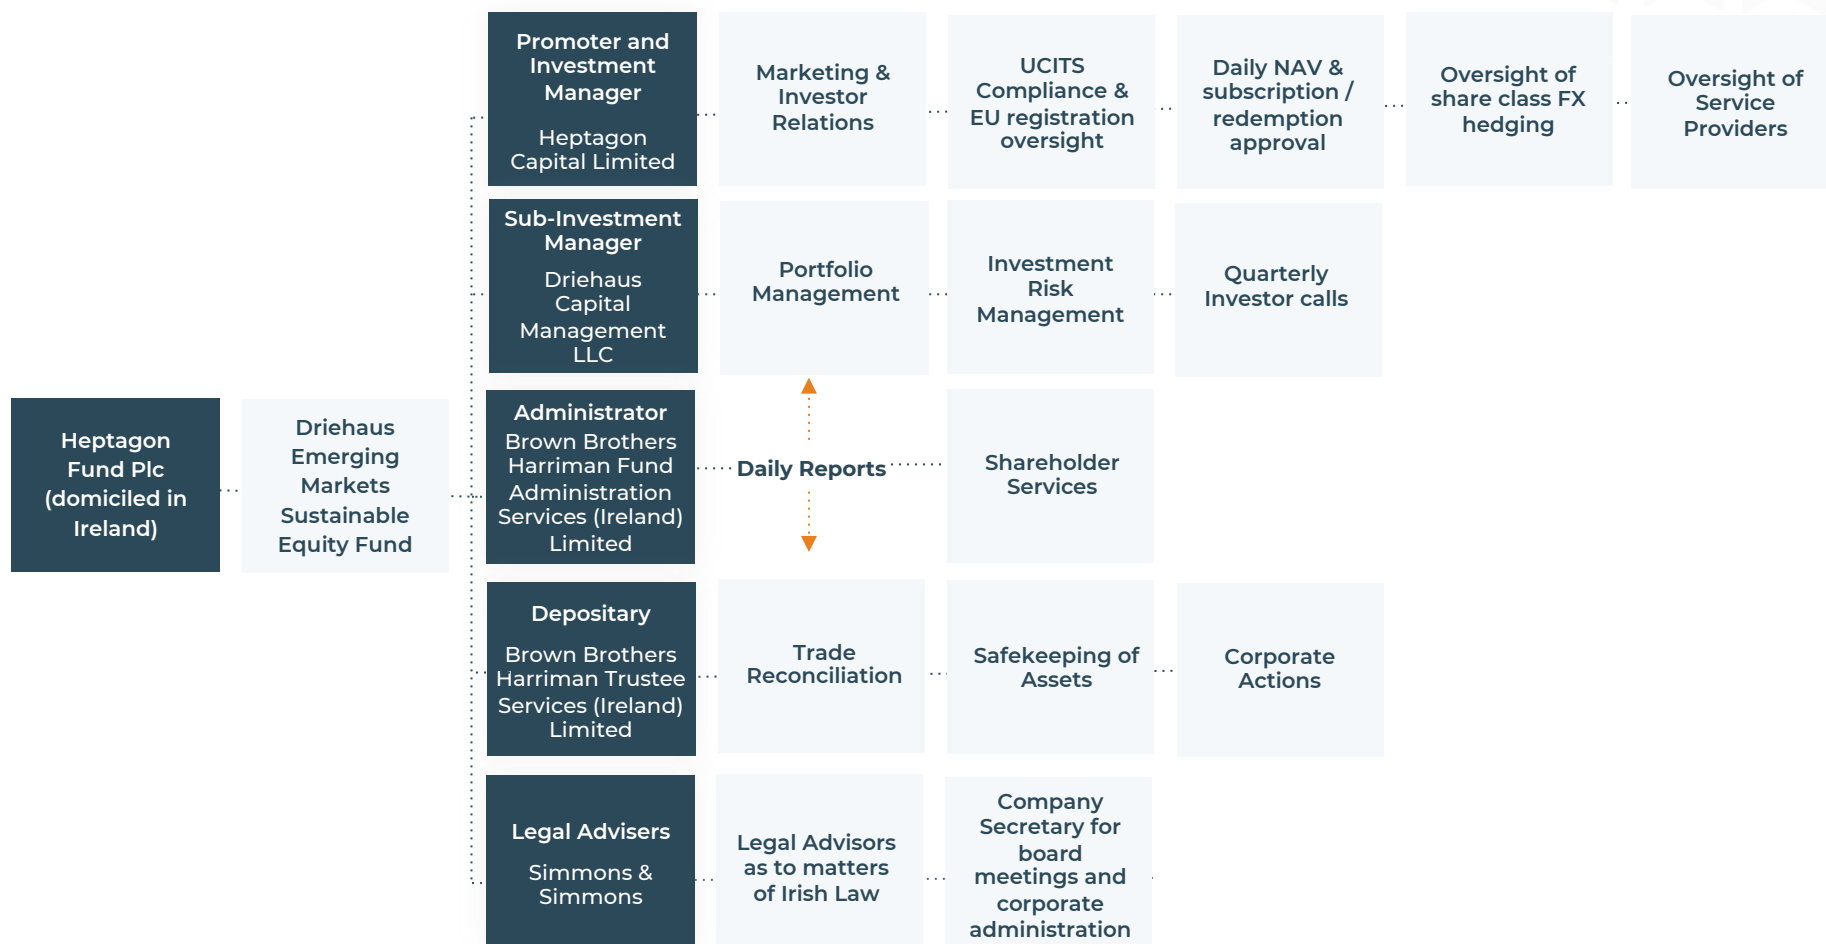 Promoter and
Investment
Manager
Heptagon
Capital Limited
Marketing &
Investor
Relations
UCITS
Compliance &
EU registration
oversight
Daily NAV &
subscription /
redemption
approval
Oversight of
share class FX
hedging
Oversight of
Service
Providers
Sub-Investment
Manager
Driehaus
Capital
Management
LLC
Portfolio
Management
Investment
Risk
Management
Quarterly
Investor calls
Heptagon
Fund Plc
(domiciled in
Ireland)
Driehaus
Emerging
Markets
Sustainable
Equity Fund
Administrator
Brown Brothers
Harriman Fund
Administration
Services (Ireland)
Limited
Daily Reports
Shareholder
Services
Depositary
Brown Brothers
Harriman Trustee
Services (Ireland)
Limited
Trade
Reconciliation
Safekeeping of
Assets
Corporate
Actions
Legal Advisers
Simmons &
Simmons
Legal Advisors
as to matters
of Irish Law
Company
Secretary for
board
meetings and
corporate
administration